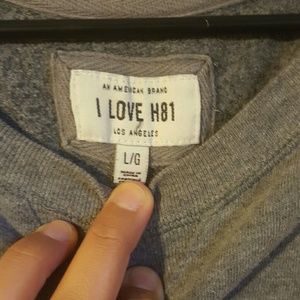 AN AMERICAN BRAND
I LOVE H81
LOS ANGELES
L/G